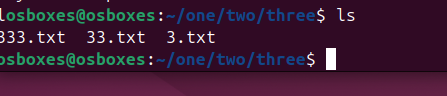 osboxes@osboxes:~/one/two/three$ ls
333.txt  33.txt  3.txt
osboxes@osboxes:~/one/two/three$